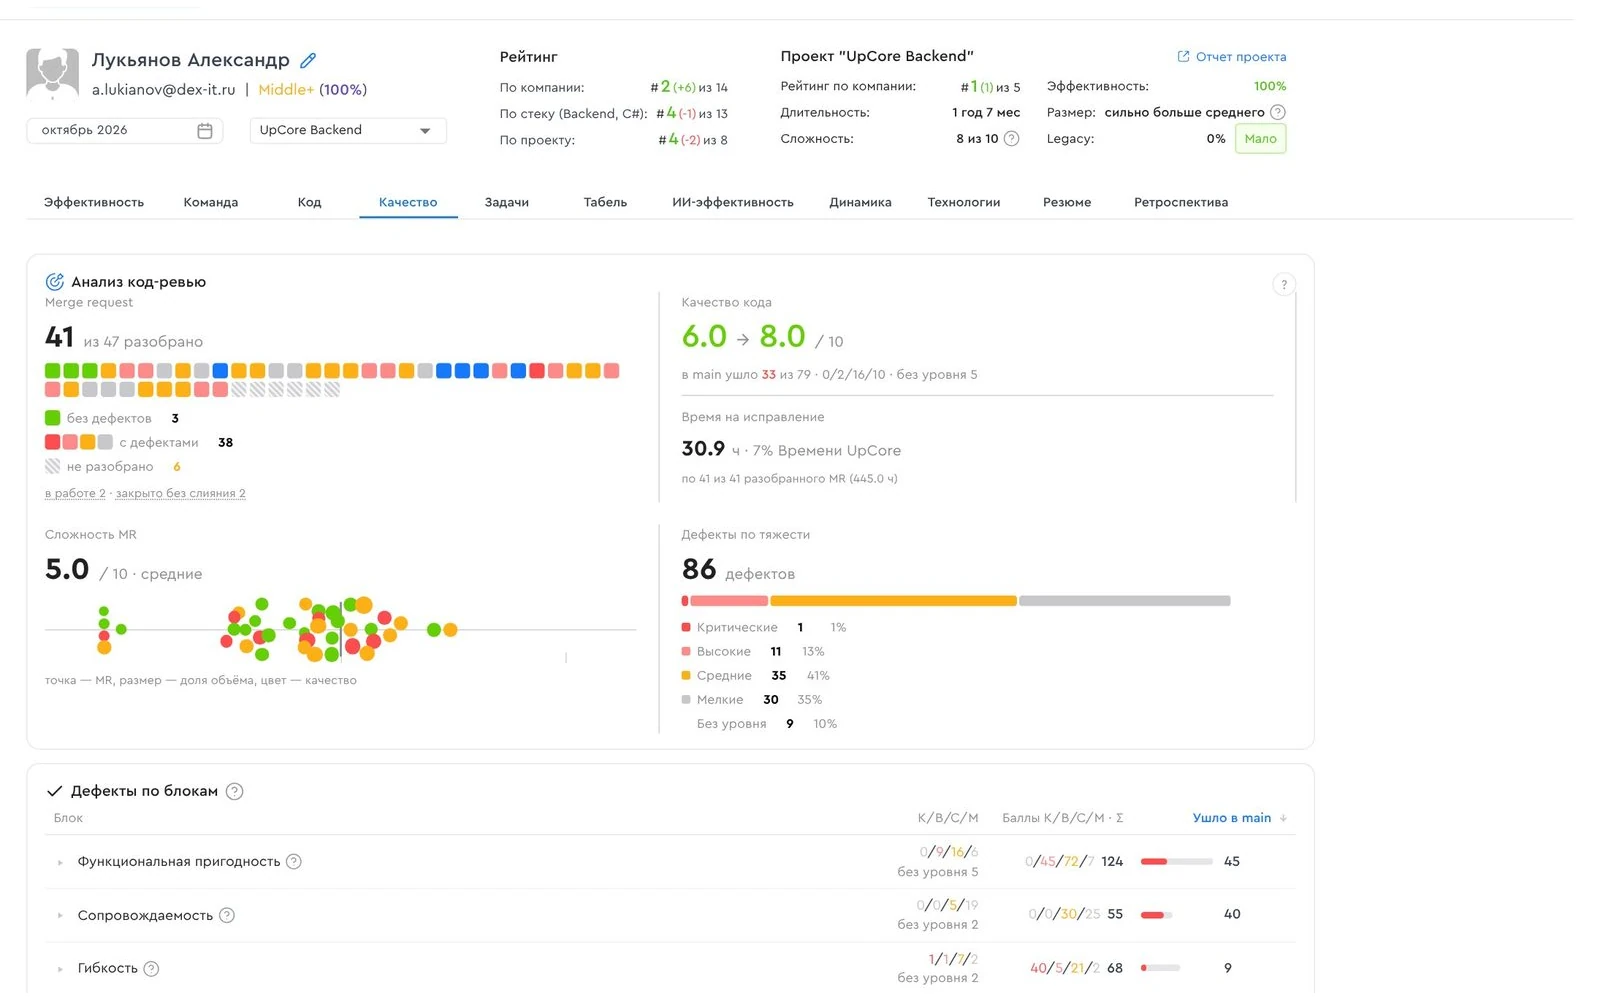 Лукьянов Александр
a.lukianov@dex-it.ru | Middle+ (100%)
октябрь 2026
UpCore Backend
Рейтинг
По компании: #2 (+6) из 14
По стеку (Backend, C#): #4 (-1) из 13
По проекту: #4 (-2) из 8
Проект "UpCore Backend"
Отчет проекта
Рейтинг по компании: #1 (1) из 5
Эффективность: 100%
Длительность: 1 год 7 мес
Размер: сильно больше среднего ?
Сложность: 8 из 10 ?
Legacy: 0% Мало
Эффективность Команда Код Качество Задачи Табель ИИ-эффективность Динамика Технологии Резюме Ретроспектива
Анализ код-ревью
?
Merge request
41 из 47 разобрано
без дефектов 3
с дефектами 38
не разобрано 6
в работе 2 · закрыто без слияния 2
Качество кода
6.0 → 8.0 / 10
в main ушло 33 из 79 · 0/2/16/10 · без уровня 5
Время на исправление
30.9 ч · 7% Времени UpCore
по 41 из 41 разобранного MR (445.0 ч)
Сложность MR
5.0 / 10 · средние
точка — MR, размер — доля объёма, цвет — качество
Дефекты по тяжести
86 дефектов
Критические 1 1%
Высокие 11 13%
Средние 35 41%
Мелкие 30 35%
Без уровня 9 10%
Дефекты по блокам ?
Блок К/В/С/М Баллы К/В/С/М · Σ Ушло в main ↓
Функциональная пригодность ? 0/9/16/6 0/45/72/7 124 45
без уровня 5
Сопровождаемость ? 0/0/5/19 0/0/30/25 55 40
без уровня 2
Гибкость ? 1/1/7/2 40/5/21/2 68 9
без уровня 2